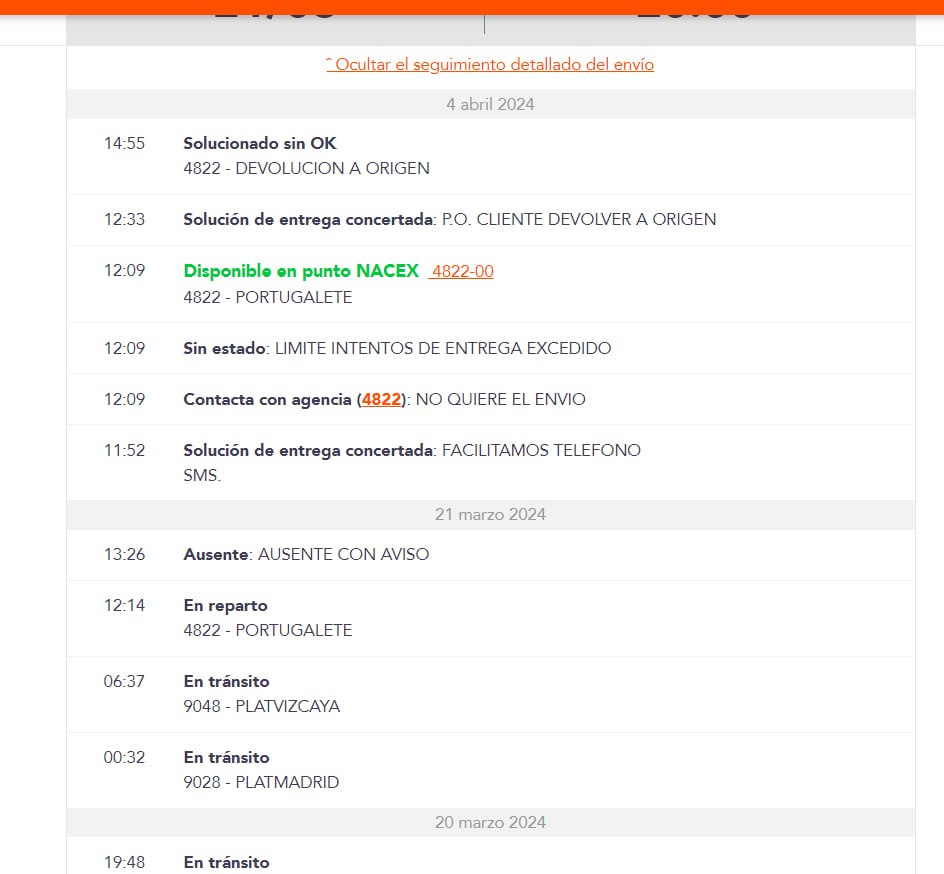 ˆ Ocultar el seguimiento detallado del envío
4 abril 2024
14:55 Solucionado sin OK
4822 - DEVOLUCION A ORIGEN
12:33 Solución de entrega concertada: P.O. CLIENTE DEVOLVER A ORIGEN
12:09 Disponible en punto NACEX 4822-00
4822 - PORTUGALETE
12:09 Sin estado: LIMITE INTENTOS DE ENTREGA EXCEDIDO
12:09 Contacta con agencia (4822): NO QUIERE EL ENVIO
11:52 Solución de entrega concertada: FACILITAMOS TELEFONO
SMS.
21 marzo 2024
13:26 Ausente: AUSENTE CON AVISO
12:14 En reparto
4822 - PORTUGALETE
06:37 En tránsito
9048 - PLATVIZCAYA
00:32 En tránsito
9028 - PLATMADRID
20 marzo 2024
19:48 En tránsito